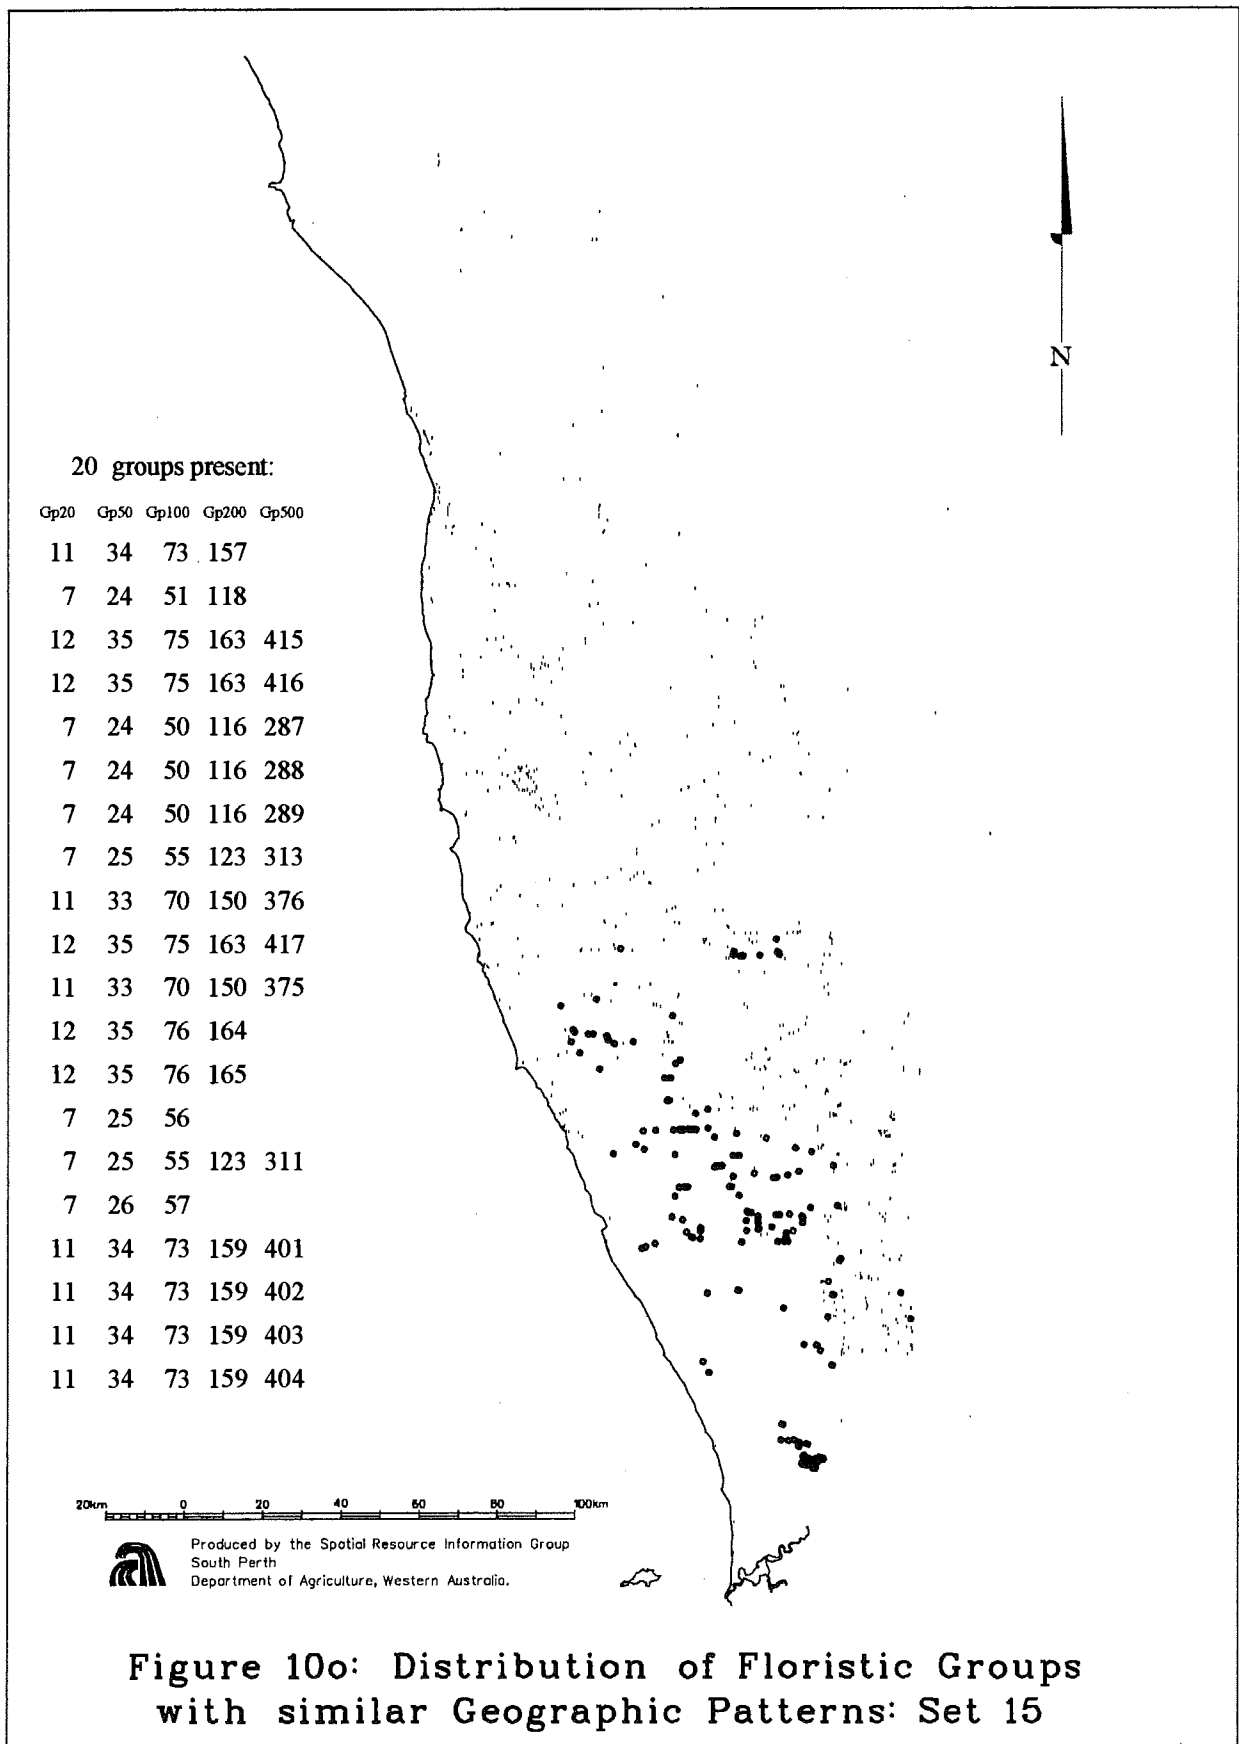 N
20 groups present:
Gp20 Gp50 Gp100 Gp200 Gp500
11 34 73 157
7 24 51 118
12 35 75 163 415
12 35 75 163 416
7 24 50 116 287
7 24 50 116 288
7 24 50 116 289
7 25 55 123 313
11 33 70 150 376
12 35 75 163 417
11 33 70 150 375
12 35 76 164
12 35 76 165
7 25 56
7 25 55 123 311
7 26 57
11 34 73 159 401
11 34 73 159 402
11 34 73 159 403
11 34 73 159 404
20km 0 20 40 60 80 100km
Produced by the Spatial Resource Information Group
South Perth
Department of Agriculture, Western Australia.
Figure 10o: Distribution of Floristic Groups
with similar Geographic Patterns: Set 15